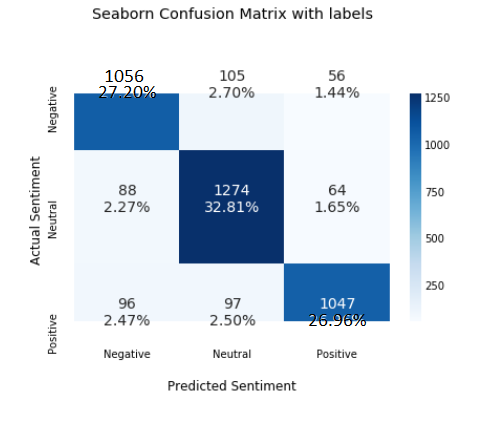 Seaborn Confusion Matrix with labels
1056 105 56
27.20% 2.70% 1.44%
Negative
88 1274 64
2.27% 32.81% 1.65%
Neutral
96 97 1047
2.47% 2.50% 26.96%
Positive
Actual Sentiment
Negative Neutral Positive
Predicted Sentiment
1250
1000
750
500
250